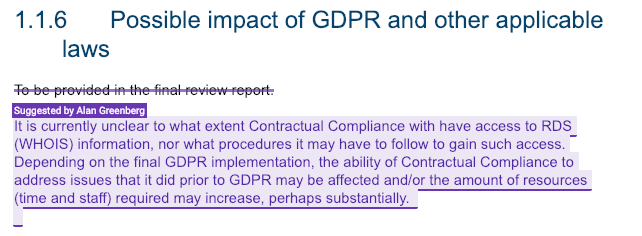 1.1.6 Possible impact of GDPR and other applicable
laws
To be provided in the final review report.
Suggested by Alan Greenberg
It is currently unclear to what extent Contractual Compliance with have access to RDS
(WHOIS) information, nor what procedures it may have to follow to gain such access.
Depending on the final GDPR implementation, the ability of Contractual Compliance to
address issues that it did prior to GDPR may be affected and/or the amount of resources
(time and staff) required may increase, perhaps substantially.